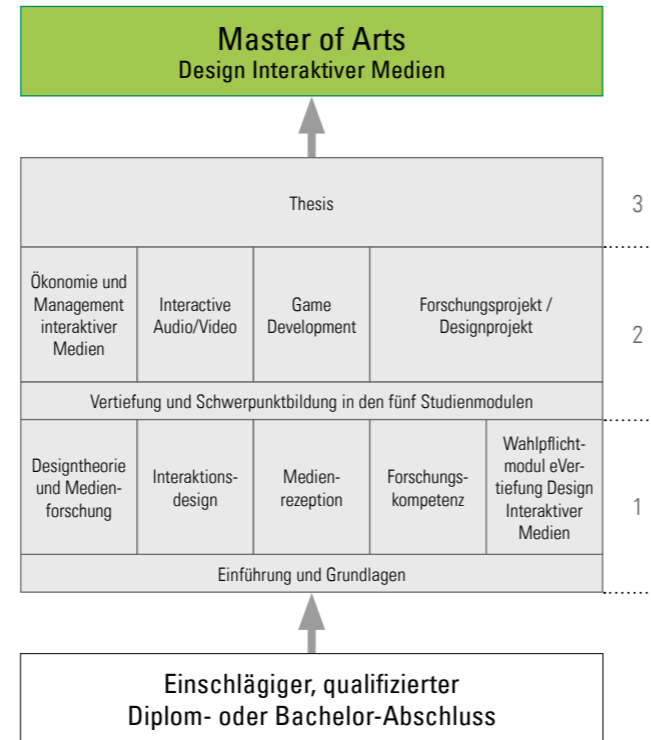 Master of Arts
Design Interaktiver Medien
Thesis
3
Ökonomie und
Management
interaktiver
Medien
Interactive
Audio/Video
Game
Development
Forschungsprojekt /
Designprojekt
2
Vertiefung und Schwerpunktbildung in den fünf Studienmodulen
Designtheorie
und Medien-
forschung
Interaktions-
design
Medien-
rezeption
Forschungs-
kompetenz
Wahlpflicht-
modul eVer-
tiefung Design
Interaktiver
Medien
1
Einführung und Grundlagen
Einschlägiger, qualifizierter
Diplom- oder Bachelor-Abschluss